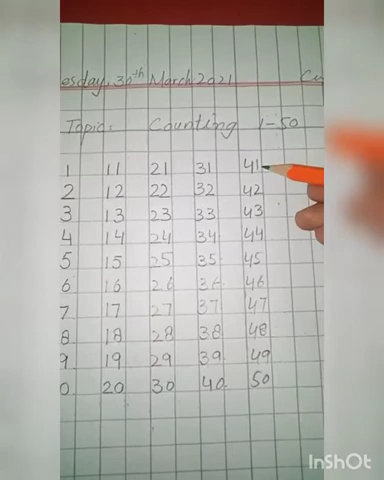 esday, 30th March 2021
Topic: Counting 1-50
1 11 21 31 41
2 12 22 32 42
3 13 23 33 43
4 14 24 34 44
5 15 25 35 45
6 16 26 36 46
7 17 27 37 47
8 18 28 38 48
9 19 29 39 49
0 20 30 40 50
InShOt